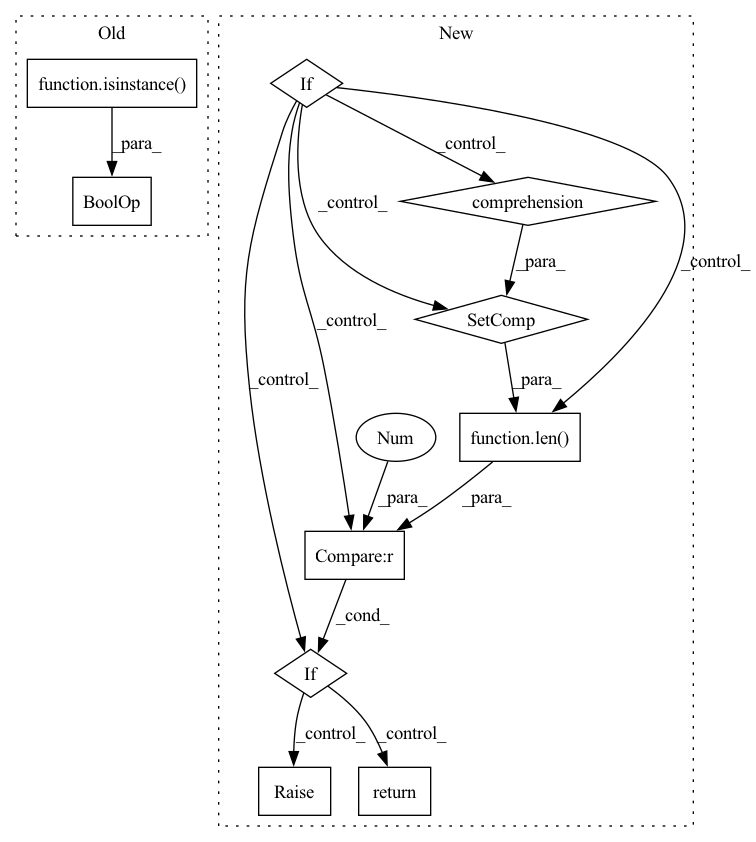 Old
New
function.isinstance()
If
_para_
_control_
BoolOp
comprehension
_control_
_para_
_control_
_control_
SetComp
_control_
_para_
Num
function.len()
_para_
_para_
Compare:r
_cond_
If
_control_
_control_
Raise
return